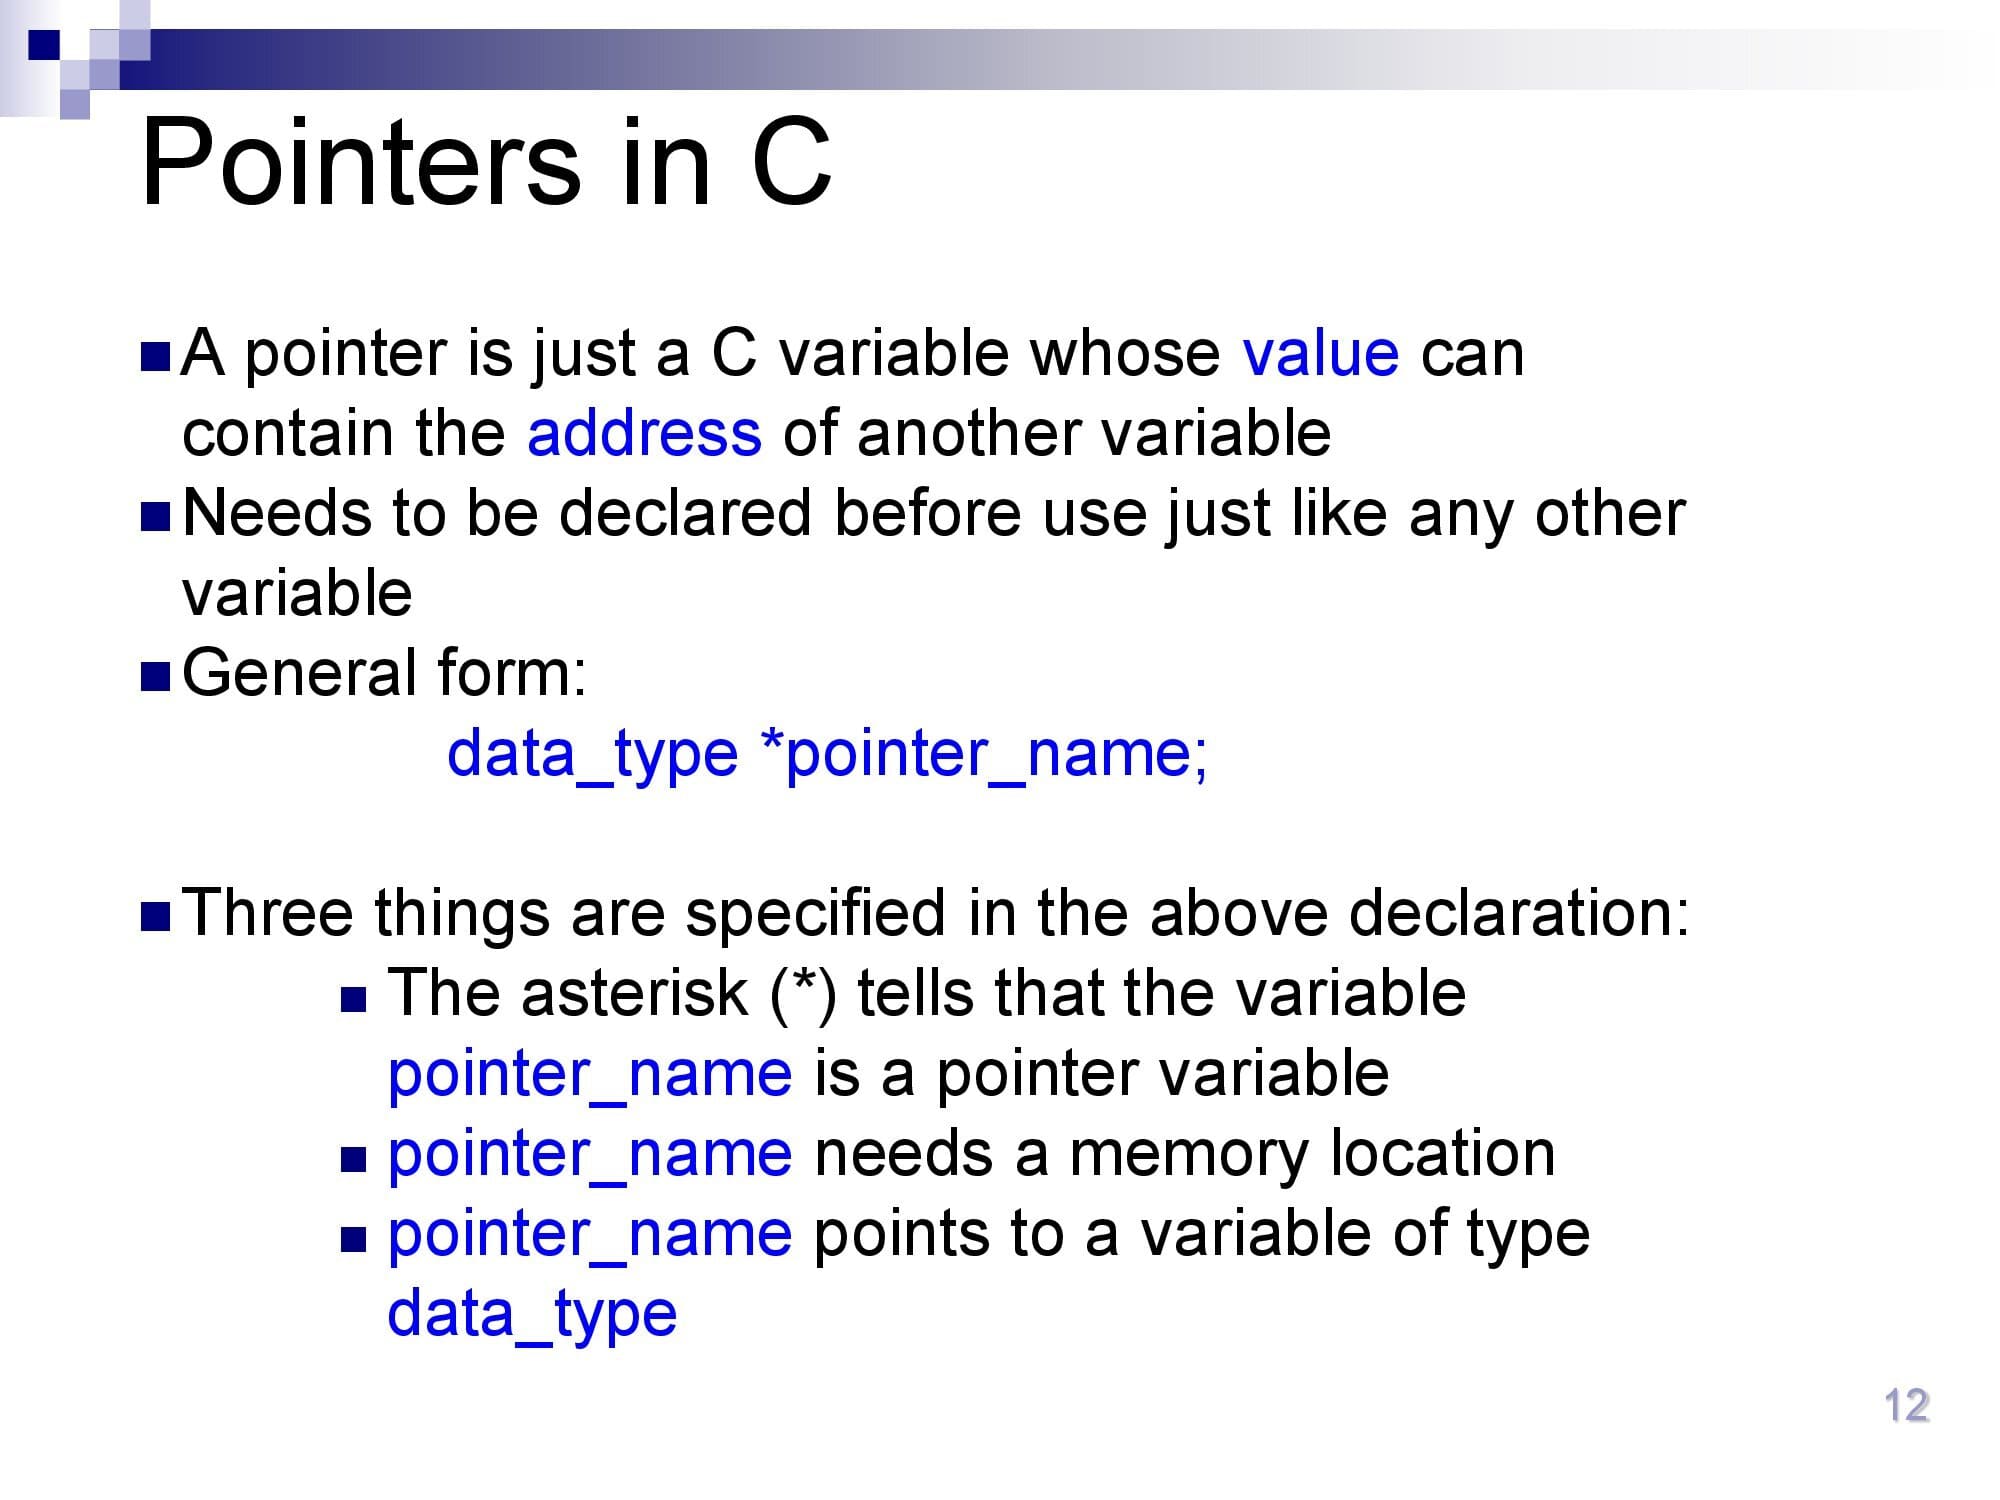 Pointers in C
A pointer is just a C variable whose value can
contain the address of another variable
Needs to be declared before use just like any other
variable
General form:
data_type *pointer_name;
Three things are specified in the above declaration:
The asterisk (*) tells that the variable
pointer_name is a pointer variable
pointer_name needs a memory location
pointer_name points to a variable of type
data_type
12